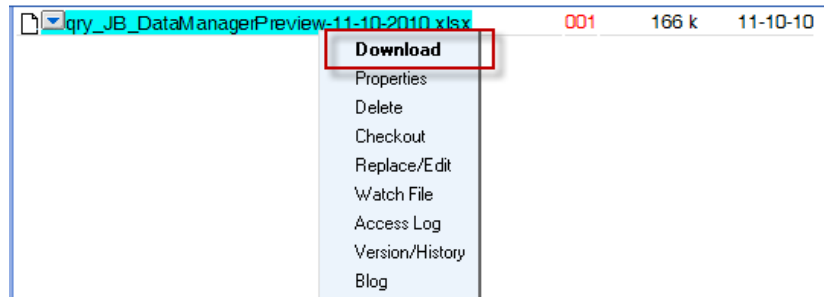 qry_JB_DataManagerPreview-11-10-2010.xlsx 001 166 k 11-10-10
Download
Properties
Delete
Checkout
Replace/Edit
Watch File
Access Log
Version/History
Blog